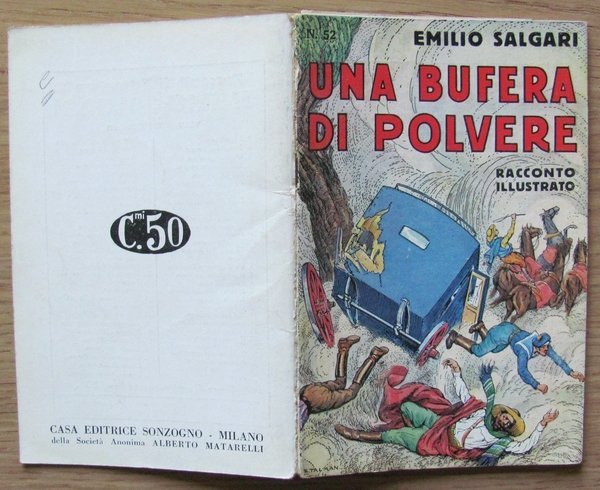 C.mi 50
CASA EDITRICE SONZOGNO - MILANO
della Società Anonima ALBERTO MATARELLI
N. 52
EMILIO SALGARI
UNA BUFERA
DI POLVERE
RACCONTO
ILLUSTRATO